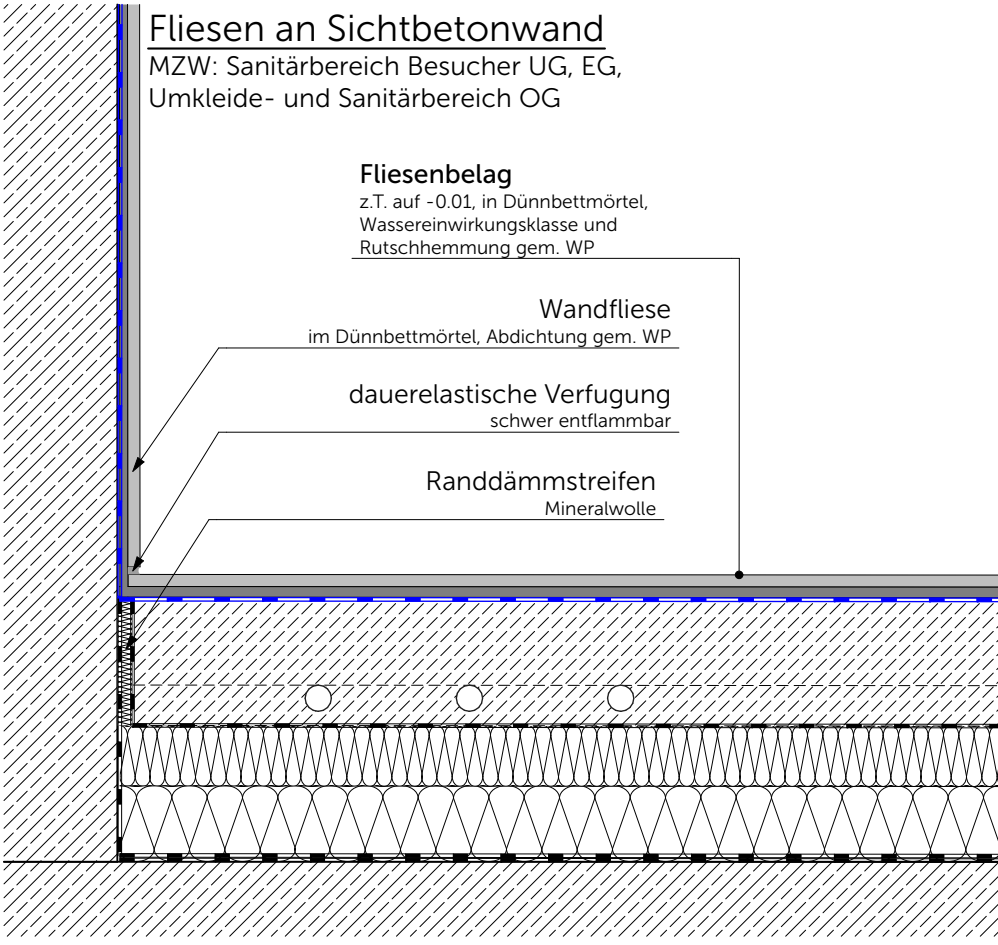 Fliesen an Sichtbetonwand
MZW: Sanitärbereich Besucher UG, EG,
Umkleide- und Sanitärbereich OG
Fliesenbelag
z.T. auf -0.01, in Dünnbettmörtel,
Wassereinwirkungsklasse und
Rutschhemmung gem. WP
Wandfliese
im Dünnbettmörtel, Abdichtung gem. WP
dauerelastische Verfugung
schwer entflammbar
Randdämmstreifen
Mineralwolle